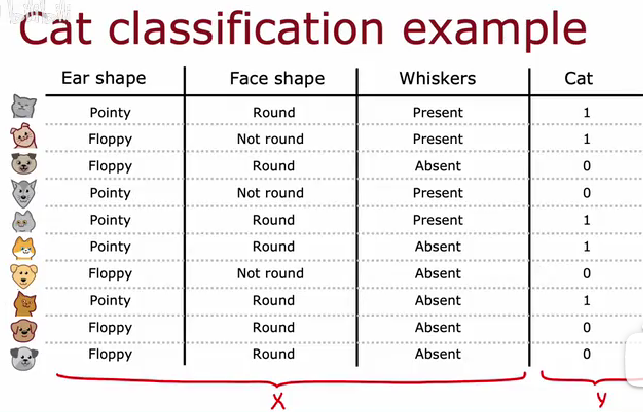 Cat classification example
Ear shape Face shape Whiskers Cat
Pointy Round Present 1
Floppy Not round Present 1
Floppy Round Absent 0
Pointy Not round Present 0
Pointy Round Present 1
Pointy Round Absent 1
Floppy Not round Absent 0
Pointy Round Absent 1
Floppy Round Absent 0
Floppy Round Absent 0
X y